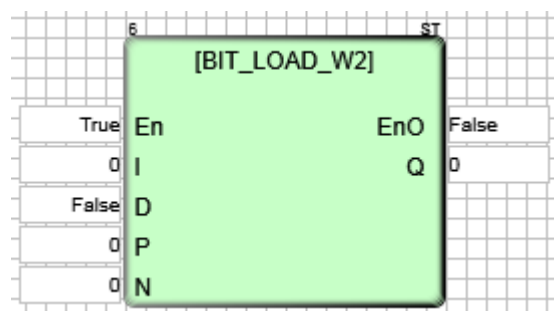 6 ST
[BIT_LOAD_W2]
True En EnO False
0 I Q 0
False D
0 P
0 N